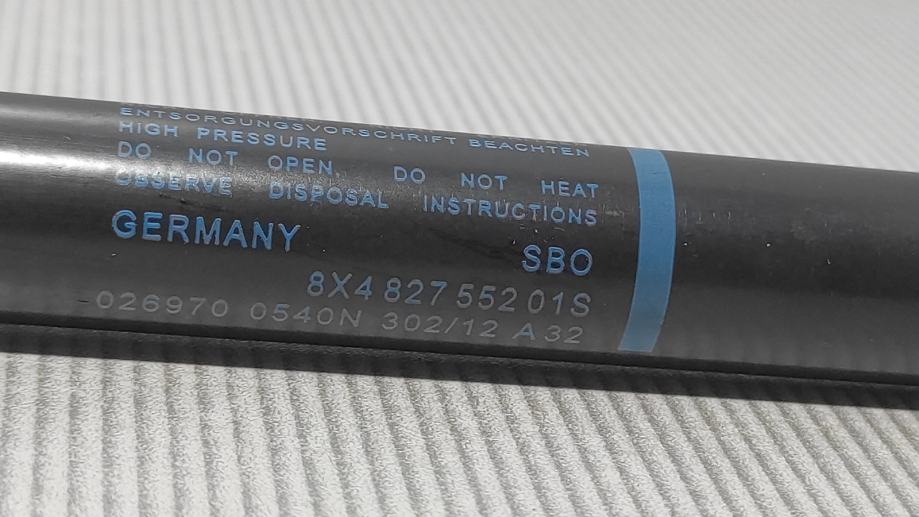 ENTSORGUNGSVORSCHRIFT BEACHTEN
HIGH PRESSURE
DO NOT OPEN, DO NOT HEAT
OBSERVE DISPOSAL INSTRUCTIONS
GERMANY SBO
8X4 827 552 01S
026970 0540N 302/12 A32